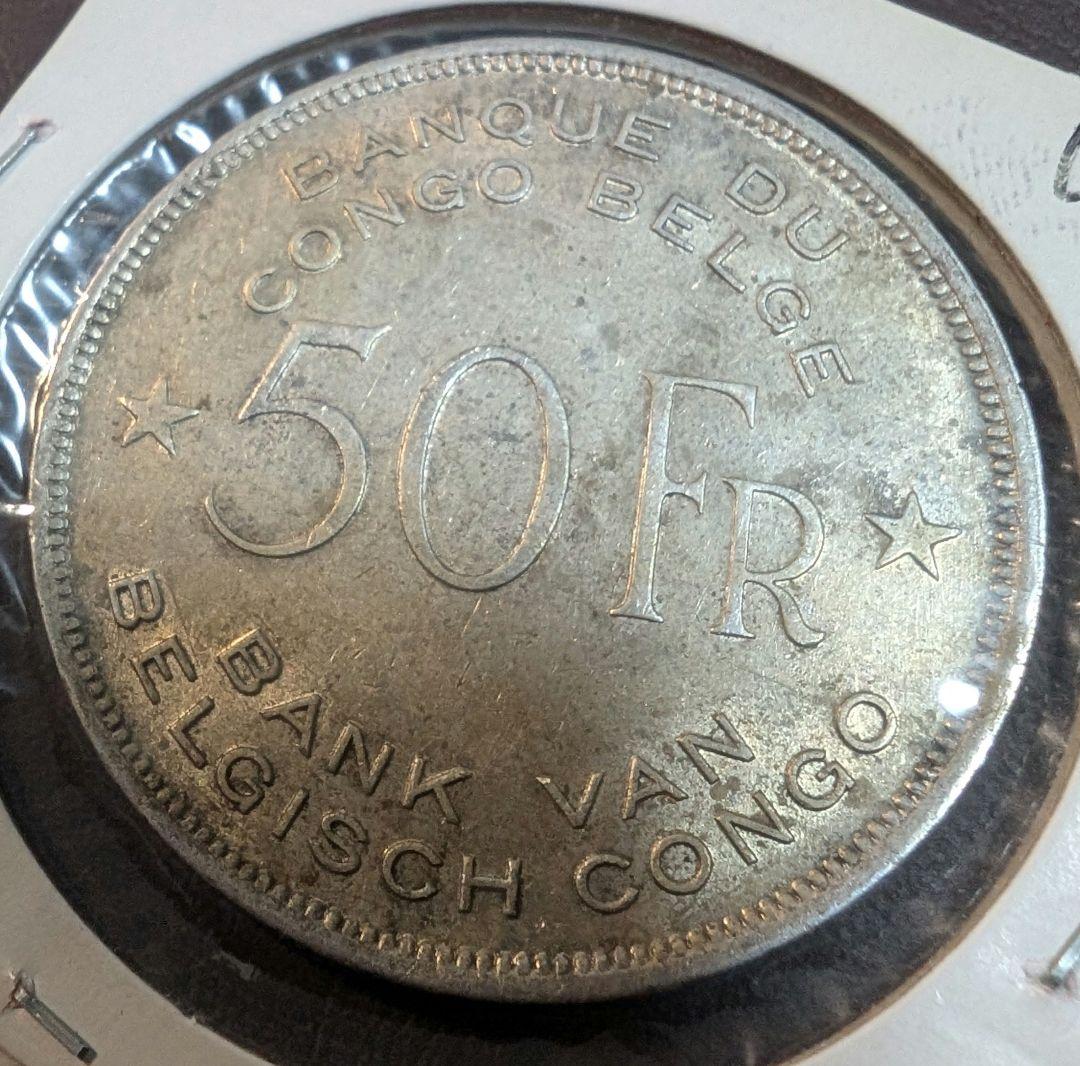 BANQUE DU
CONGO BELGE
50 FR
BANK VAN
BELGISCH CONGO